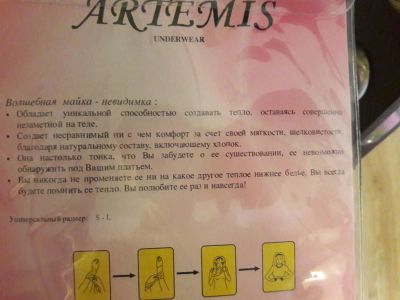 ARTEMIS
UNDERWEAR
Волшебная майка - невидимка :
• Обладает уникальной способностью создавать тепло, оставаясь совершенно
незаметной на теле.
• Создает несравнимый ни с чем комфорт за счет своей мягкости, шелковистости,
благодаря натуральному составу, включающему хлопок.
• Она настолько тонка, что Вы забудете о ее существовании, ее невозможно
обнаружить под Вашим платьем.
• Вы никогда не променяете ее ни на какое другое теплое нижнее белье, Вы всегда
будете помнить ее тепло. Вы полюбите ее раз и навсегда!
Универсальный размер: S - L